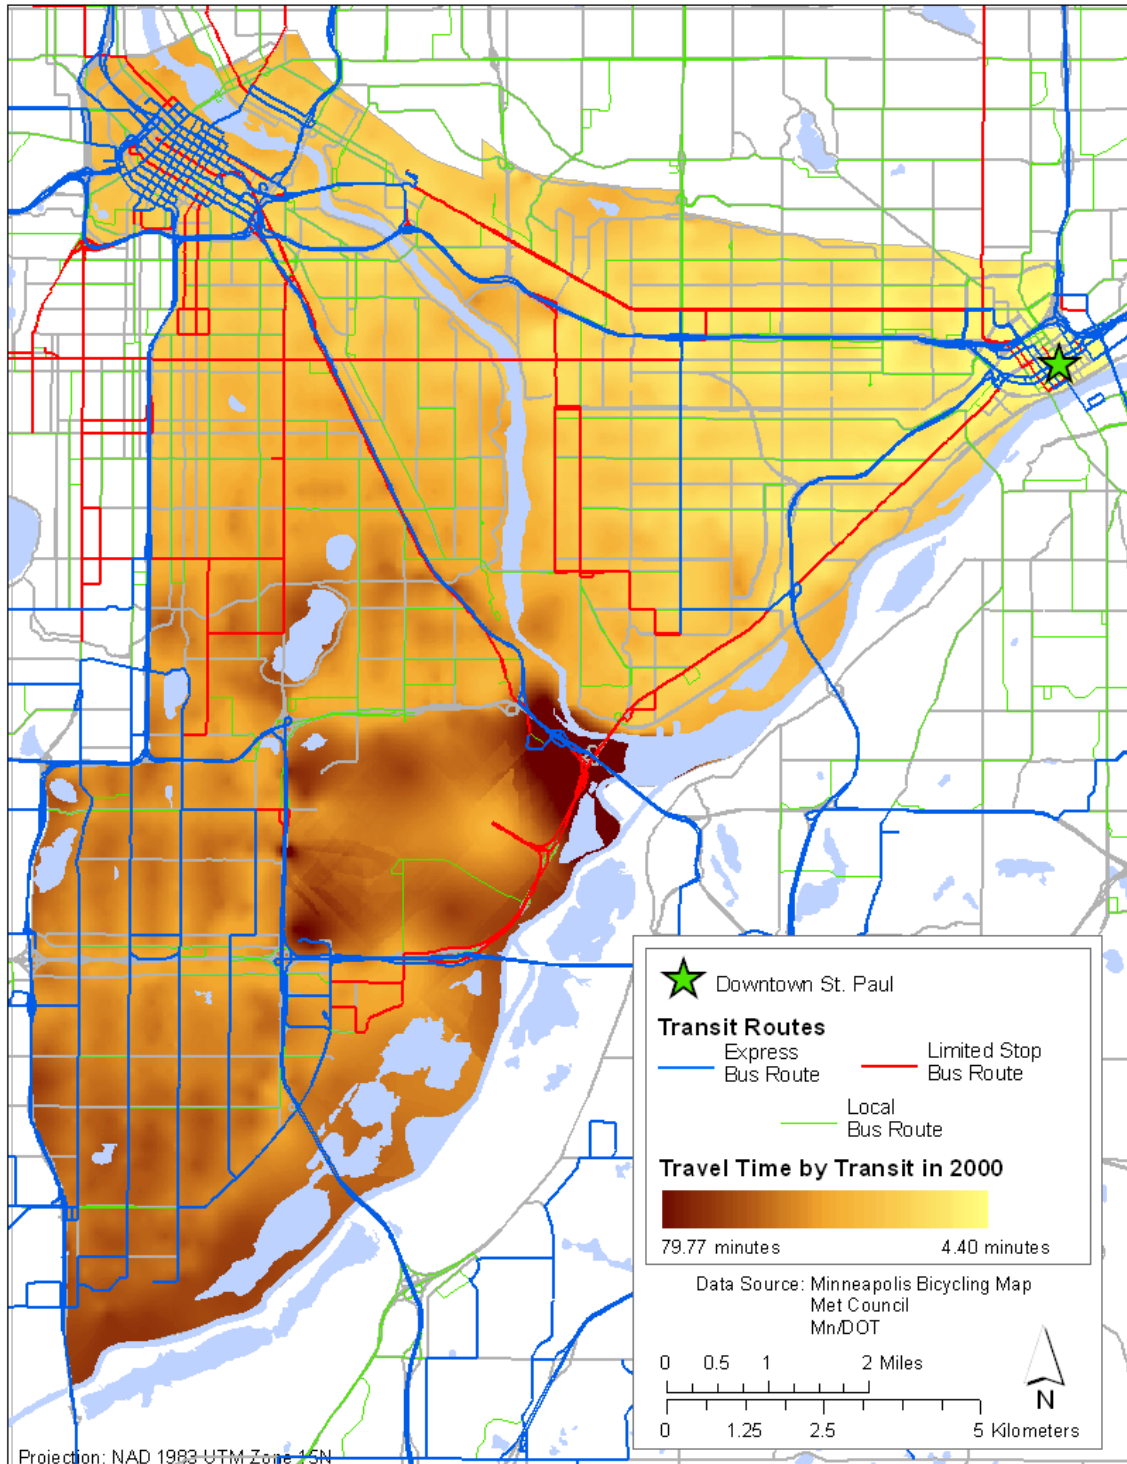 Downtown St. Paul
Transit Routes
Express
Bus Route
Limited Stop
Bus Route
Local
Bus Route
Travel Time by Transit in 2000
79.77 minutes
4.40 minutes
Data Source: Minneapolis Bicycling Map
Met Council
Mn/DOT
0 0.5 1 2 Miles
0 1.25 2.5 5 Kilometers
N
Projection: NAD 1983 UTM Zone 15N